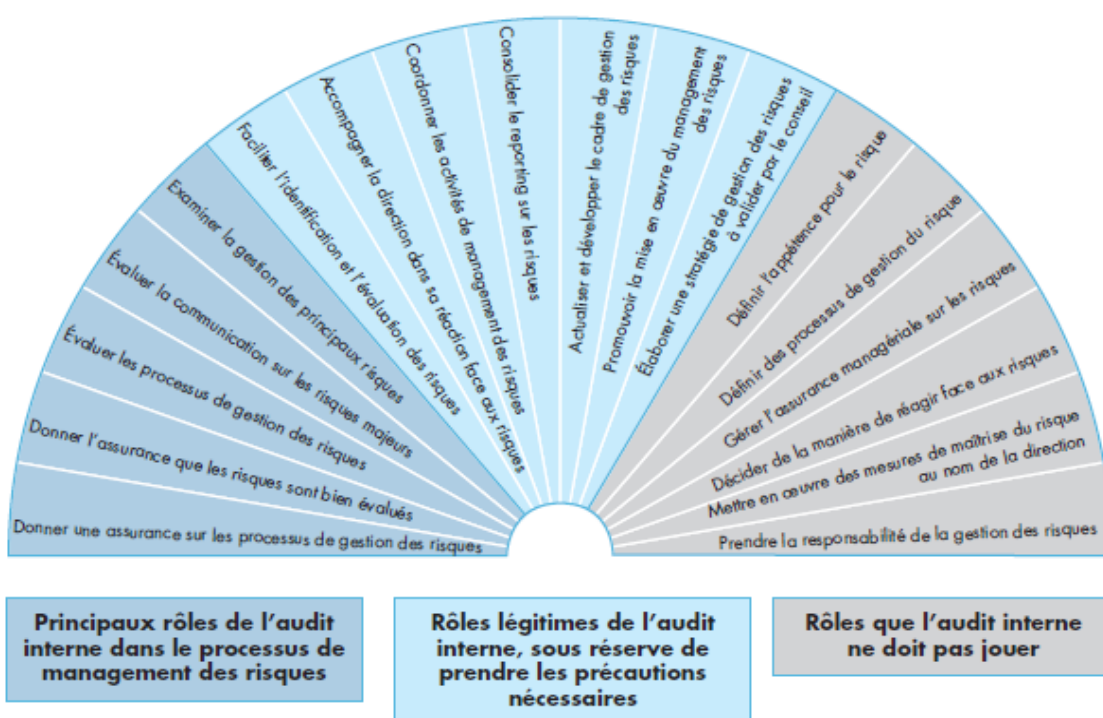 Donner une assurance sur les processus de gestion des risques
Donner l'assurance que les risques sont bien évalués
Évaluer les processus de gestion des risques
Évaluer la communication sur les risques majeurs
Examiner la gestion des principaux risques
Faciliter l'identification et l'évaluation des risques
Accompagner la direction dans sa réaction face aux risques
Coordonner les activités de management des risques
Consolider le reporting sur les risques
Actualiser et développer le cadre de gestion
des risques
Promouvoir la mise en œuvre du management
des risques
Élaborer une stratégie de gestion des risques
à valider par le conseil
Définir l'appétence pour le risque
Définir des processus de gestion du risque
Gérer l'assurance managériale sur les risques
Décider de la manière de réagir face aux risques
Mettre en œuvre des mesures de maîtrise du risque
au nom de la direction
Prendre la responsabilité de la gestion des risques
Principaux rôles de l'audit
interne dans le processus de
management des risques
Rôles légitimes de l'audit
interne, sous réserve de
prendre les précautions
nécessaires
Rôles que l'audit interne
ne doit pas jouer